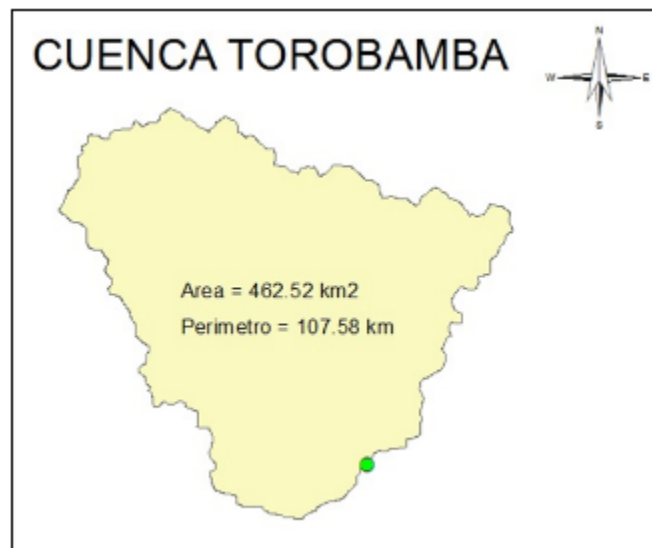 CUENCA TOROBAMBA
N
W E
S
Area = 462.52 km2
Perimetro = 107.58 km